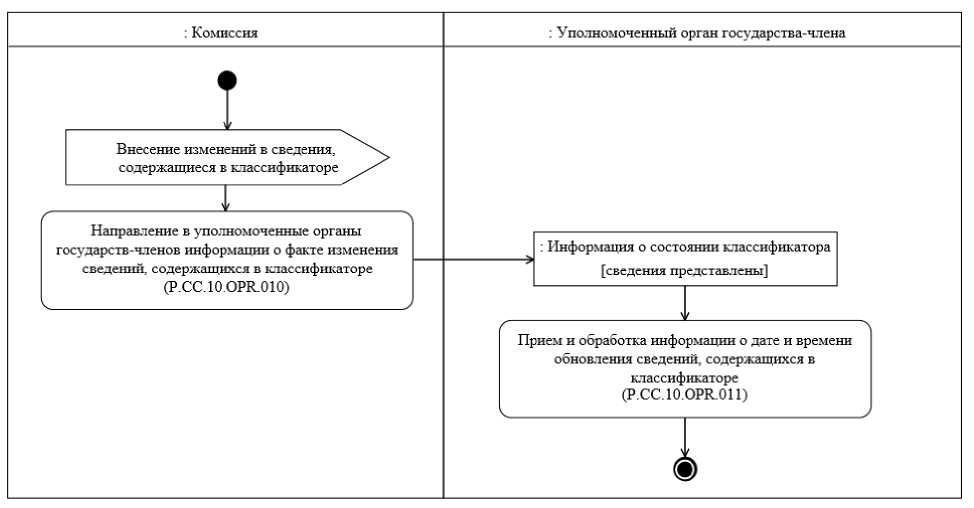 : Комиссия
: Уполномоченный орган государства-члена
Внесение изменений в сведения,
содержащиеся в классификаторе
Направление в уполномоченные органы
государств-членов информации о факте изменения
сведений, содержащихся в классификаторе
(P.CC.10.OPR.010)
: Информация о состоянии классификатора
[сведения представлены]
Прием и обработка информации о дате и времени
обновления сведений, содержащихся в
классификаторе
(P.CC.10.OPR.011)